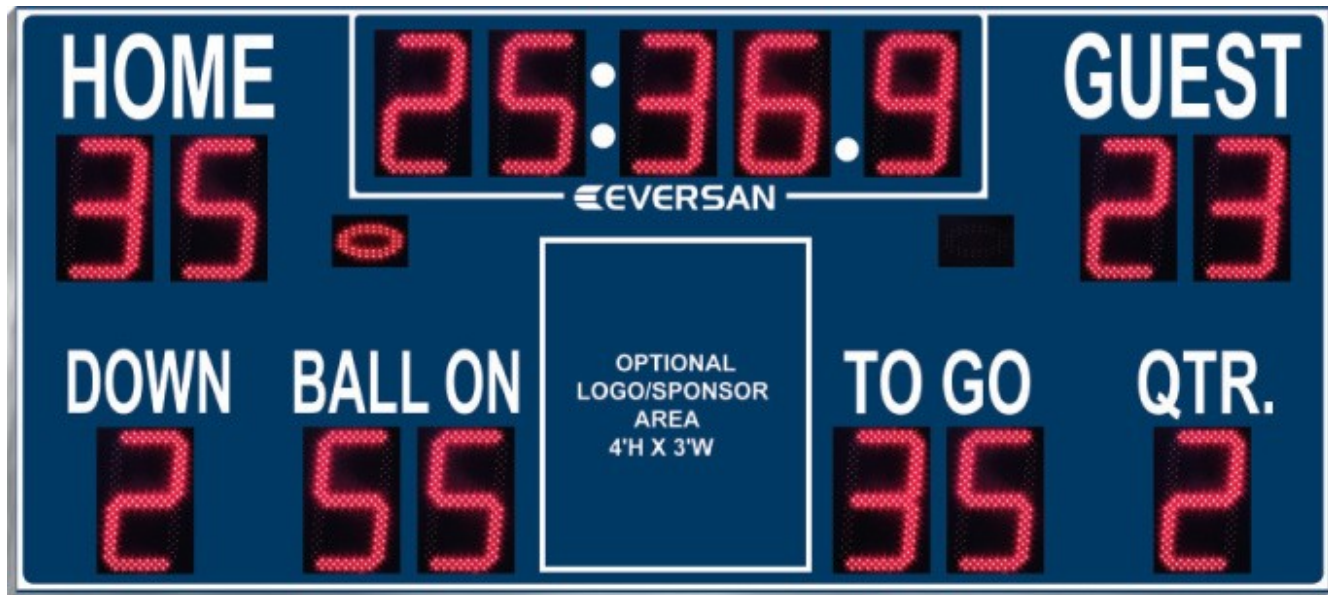 HOME
25:36.9
GUEST
35
23
EVERSAN
DOWN
BALL ON
OPTIONAL
LOGO/SPONSOR
AREA
4'H X 3'W
TO GO
QTR.
2
55
35
2